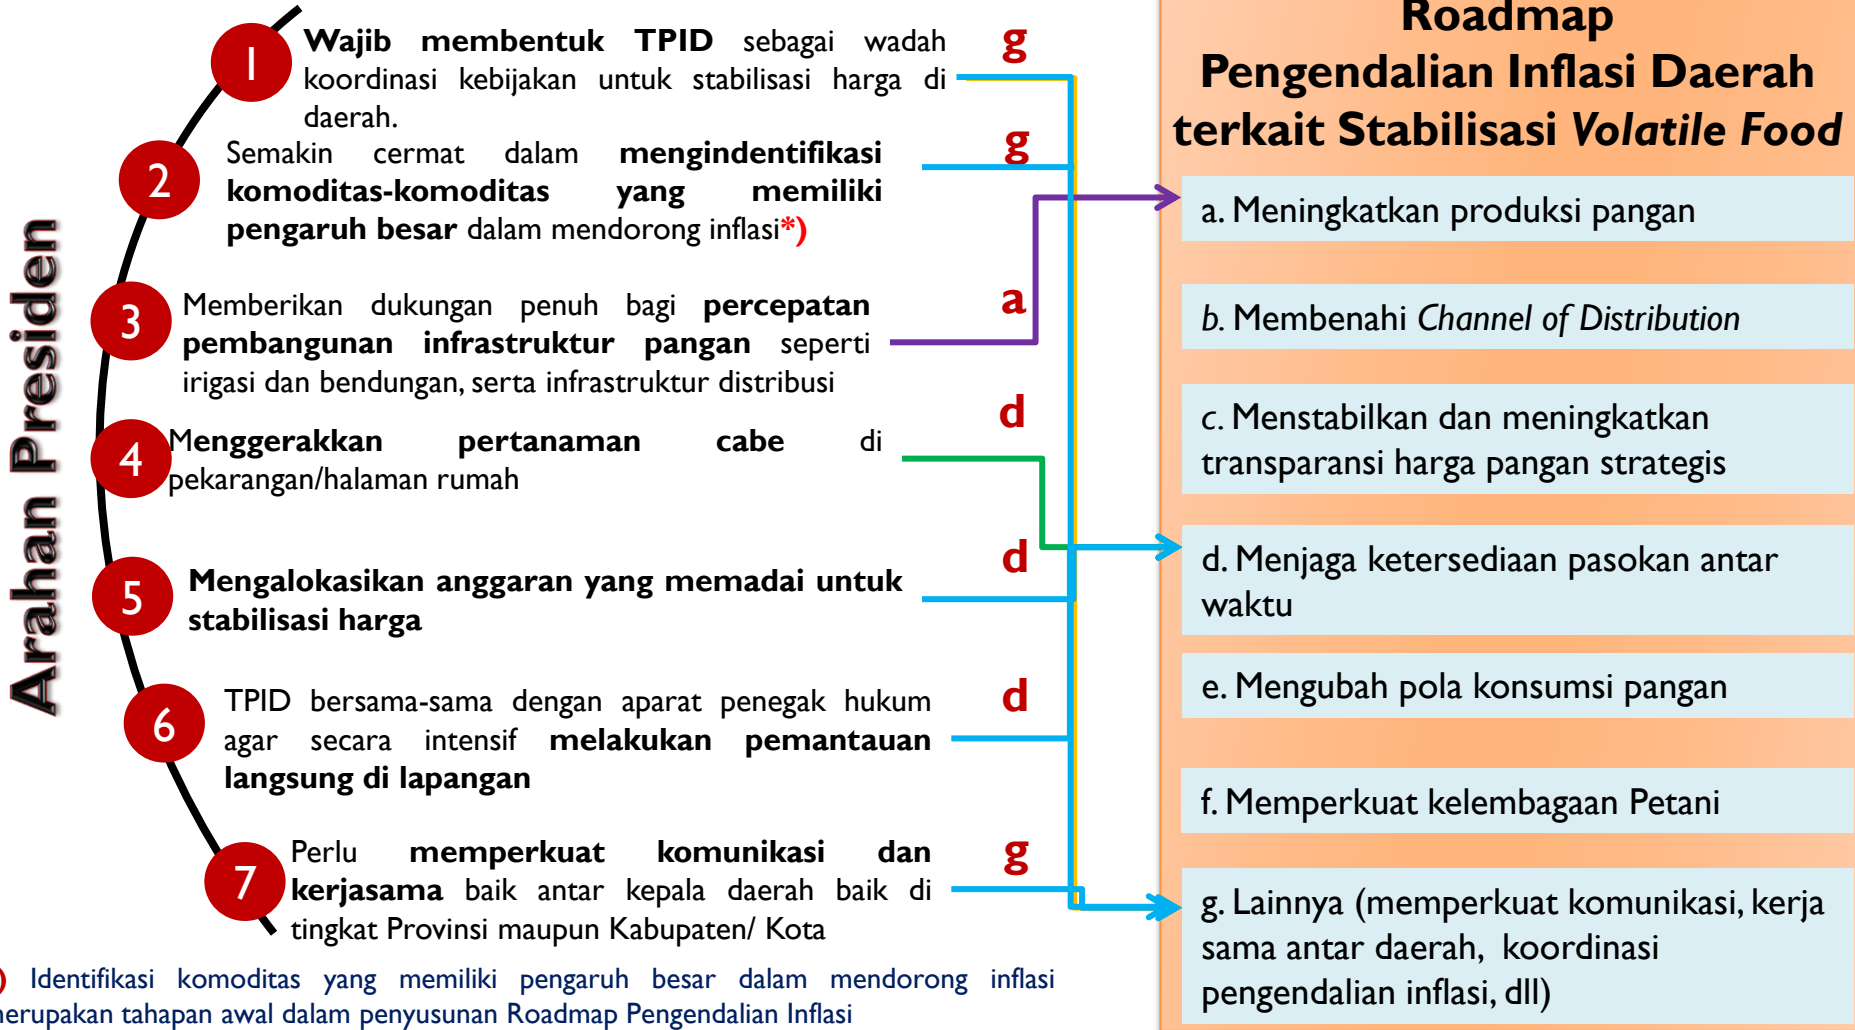 Arahan Presiden
1
Wajib membentuk TPID sebagai wadah
koordinasi kebijakan untuk stabilisasi harga di
daerah.
g
2
Semakin cermat dalam mengindentifikasi
komoditas-komoditas yang memiliki
pengaruh besar dalam mendorong inflasi*)
g
3
Memberikan dukungan penuh bagi percepatan
pembangunan infrastruktur pangan seperti
irigasi dan bendungan, serta infrastruktur distribusi
a
4
Menggerakkan pertanaman cabe di
pekarangan/halaman rumah
d
5
Mengalokasikan anggaran yang memadai untuk
stabilisasi harga
d
6
TPID bersama-sama dengan aparat penegak hukum
agar secara intensif melakukan pemantauan
langsung di lapangan
d
7
Perlu memperkuat komunikasi dan
kerjasama baik antar kepala daerah baik di
tingkat Provinsi maupun Kabupaten/ Kota
g
) Identifikasi komoditas yang memiliki pengaruh besar dalam mendorong inflasi
merupakan tahapan awal dalam penyusunan Roadmap Pengendalian Inflasi
Roadmap
Pengendalian Inflasi Daerah
terkait Stabilisasi Volatile Food
a. Meningkatkan produksi pangan
b. Membenahi Channel of Distribution
c. Menstabilkan dan meningkatkan
transparansi harga pangan strategis
d. Menjaga ketersediaan pasokan antar
waktu
e. Mengubah pola konsumsi pangan
f. Memperkuat kelembagaan Petani
g. Lainnya (memperkuat komunikasi, kerja
sama antar daerah, koordinasi
pengendalian inflasi, dll)